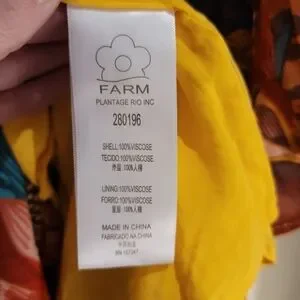 FARM
PLANTAGE RIO INC
280196
SHELL:100%VISCOSE
TECIDO:100%VISCOSE
LINING:100%VISCOSE
FORRO:100%VISCOSE
MADE IN CHINA
FABRICADO NA CHINA